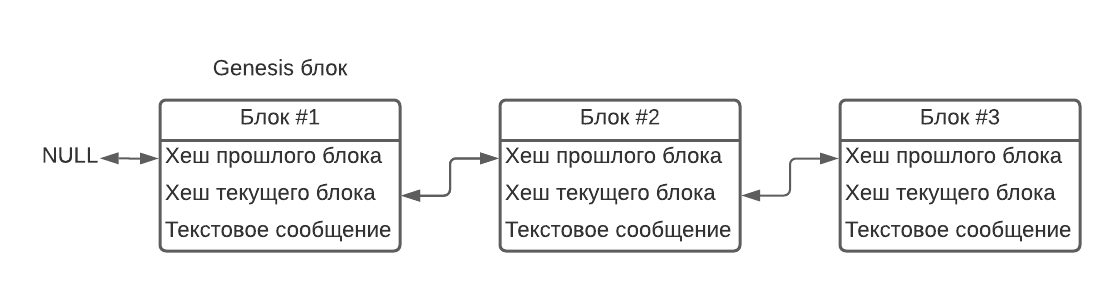 Genesis блок
NULL
Блок #1
Хеш прошлого блока
Хеш текущего блока
Текстовое сообщение
Блок #2
Хеш прошлого блока
Хеш текущего блока
Текстовое сообщение
Блок #3
Хеш прошлого блока
Хеш текущего блока
Текстовое сообщение